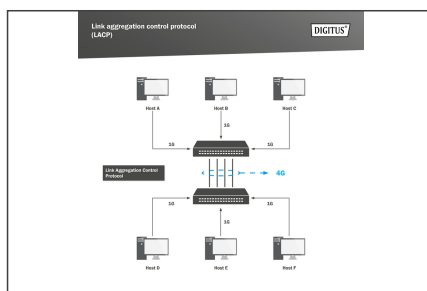 Link aggregation control protocol
(LACP)
DIGITUS®
Host A
Host B
Host C
1G
1G
1G
Link Aggregation Control
Protocol
4G
1G
1G
1G
Host D
Host E
Host F